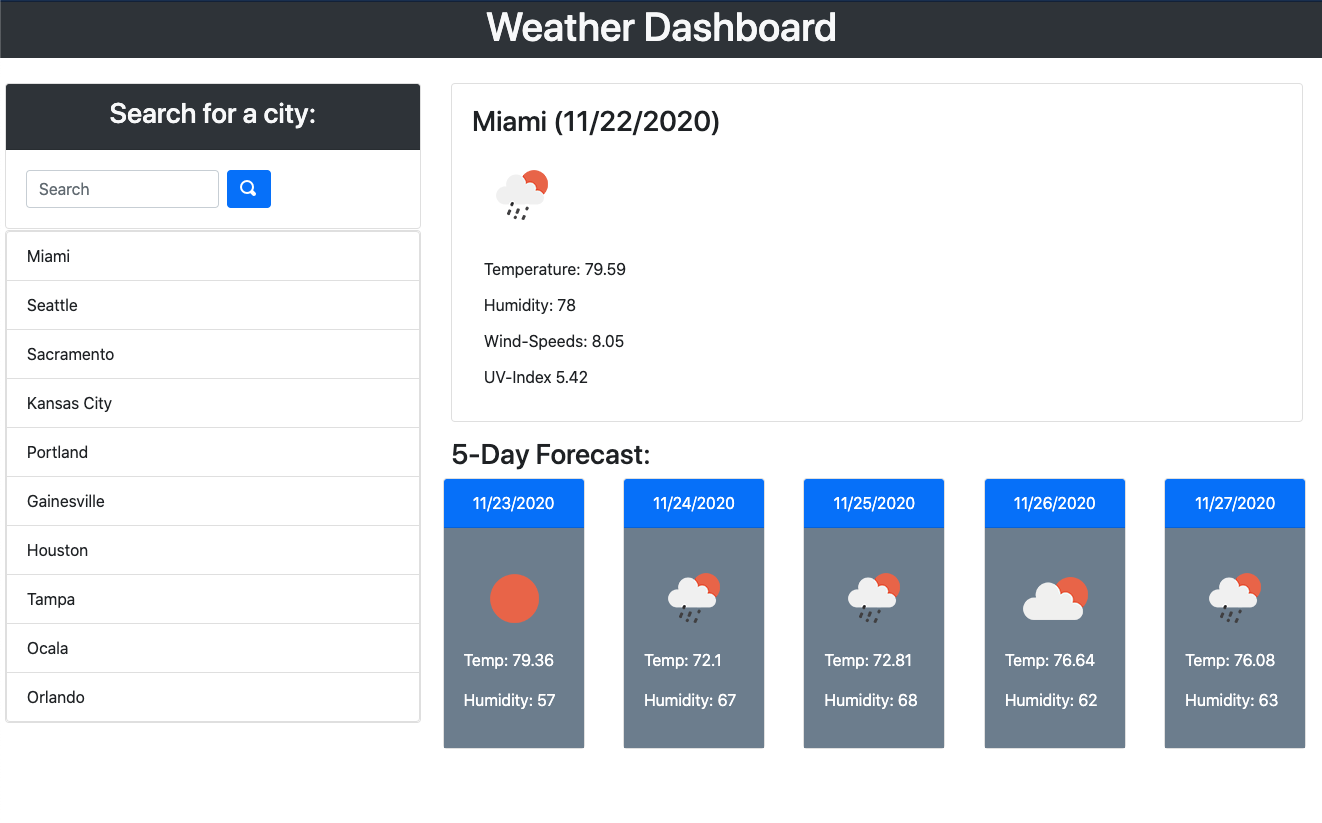 Weather Dashboard
Search for a city:
Search
Miami
Seattle
Sacramento
Kansas City
Portland
Gainesville
Houston
Tampa
Ocala
Orlando
Miami (11/22/2020)
Temperature: 79.59
Humidity: 78
Wind-Speeds: 8.05
UV-Index 5.42
5-Day Forecast:
11/23/2020
Temp: 79.36
Humidity: 57
11/24/2020
Temp: 72.1
Humidity: 67
11/25/2020
Temp: 72.81
Humidity: 68
11/26/2020
Temp: 76.64
Humidity: 62
11/27/2020
Temp: 76.08
Humidity: 63